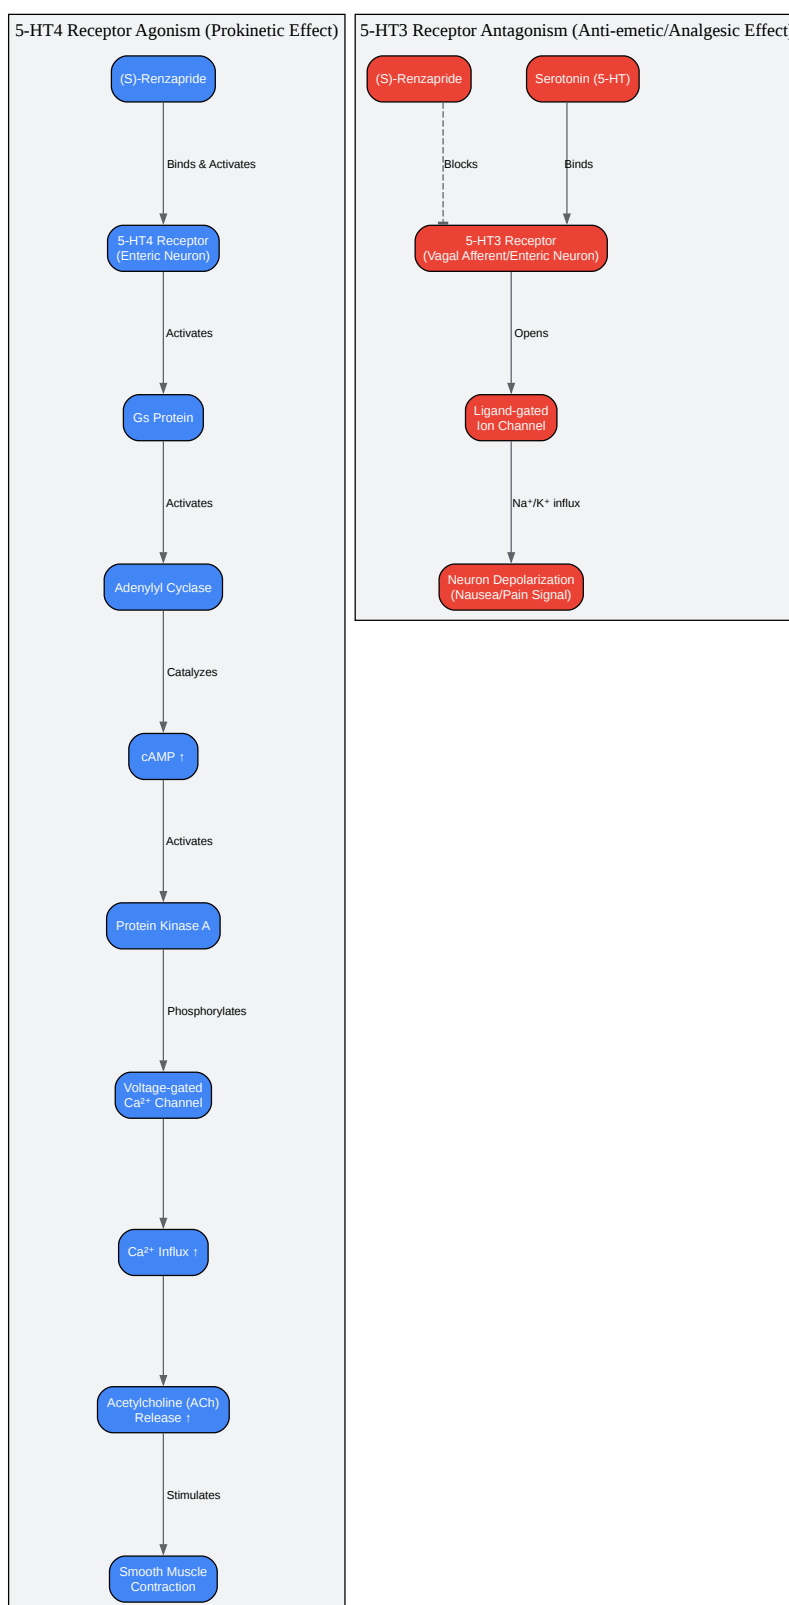 5-HT4 Receptor Agonism (Prokinetic Effect)
(S)-Renzapride
Binds & Activates
5-HT4 Receptor
(Enteric Neuron)
Activates
Gs Protein
Activates
Adenylyl Cyclase
Catalyzes
cAMP ↑
Activates
Protein Kinase A
Phosphorylates
Voltage-gated
Ca²⁺ Channel
Ca²⁺ Influx ↑
Acetylcholine (ACh)
Release ↑
Stimulates
Smooth Muscle
Contraction
5-HT3 Receptor Antagonism (Anti-emetic/Analgesic Effect)
(S)-Renzapride
Serotonin (5-HT)
Blocks
Binds
5-HT3 Receptor
(Vagal Afferent/Enteric Neuron)
Opens
Ligand-gated
Ion Channel
Na⁺/K⁺ influx
Neuron Depolarization
(Nausea/Pain Signal)